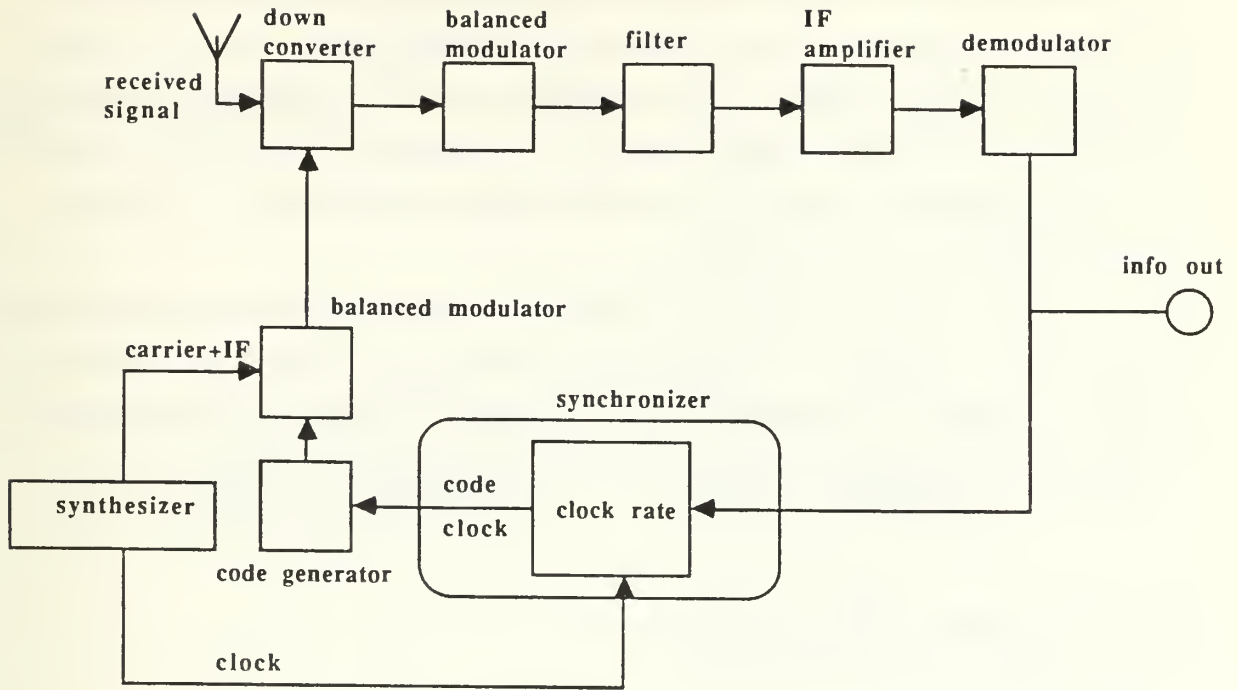 down
converter
balanced
modulator
filter
IF
amplifier
demodulator
received
signal
info out
balanced modulator
carrier+IF
synchronizer
synthesizer
code
clock
clock rate
code generator
clock